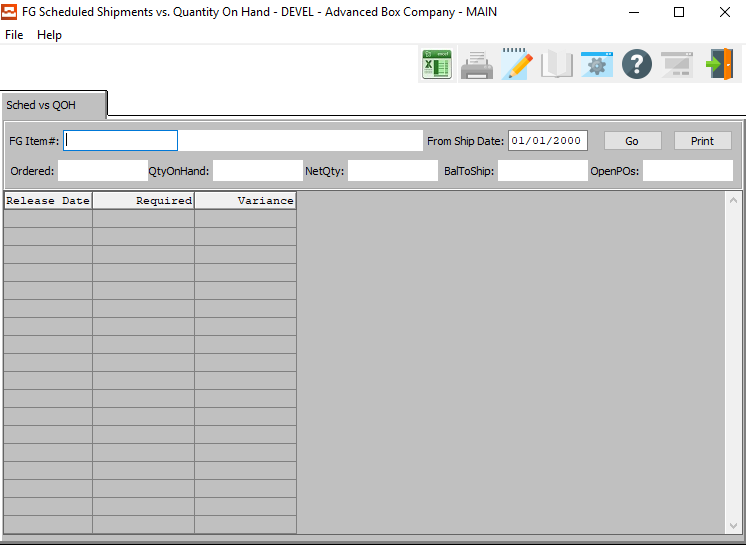 FG Scheduled Shipments vs. Quantity On Hand - DEVEL - Advanced Box Company - MAIN
File Help
Sched vs QOH
FG Item#: From Ship Date: 01/01/2000 Go Print
Ordered: QtyOnHand: NetQty: BalToShip: OpenPOs:
Release Date Required Variance